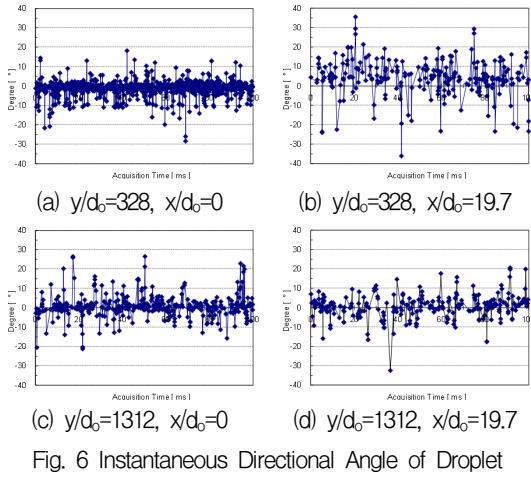 40
30
20
10
0
-10
-20
-30
-40
Degree [ ° ]
Acquisition Time [ ms ]
(a) y/dₒ=328, x/dₒ=0
40
30
20
10
0
-10
-20
-30
-40
Degree [ ° ]
Acquisition Time [ ms ]
(b) y/dₒ=328, x/dₒ=19.7
40
30
20
10
0
-10
-20
-30
-40
Degree [ ° ]
Acquisition Time [ ms ]
(c) y/dₒ=1312, x/dₒ=0
40
30
20
10
0
-10
-20
-30
-40
Degree [ ° ]
Acquisition Time [ ms ]
(d) y/dₒ=1312, x/dₒ=19.7
Fig. 6 Instantaneous Directional Angle of Droplet